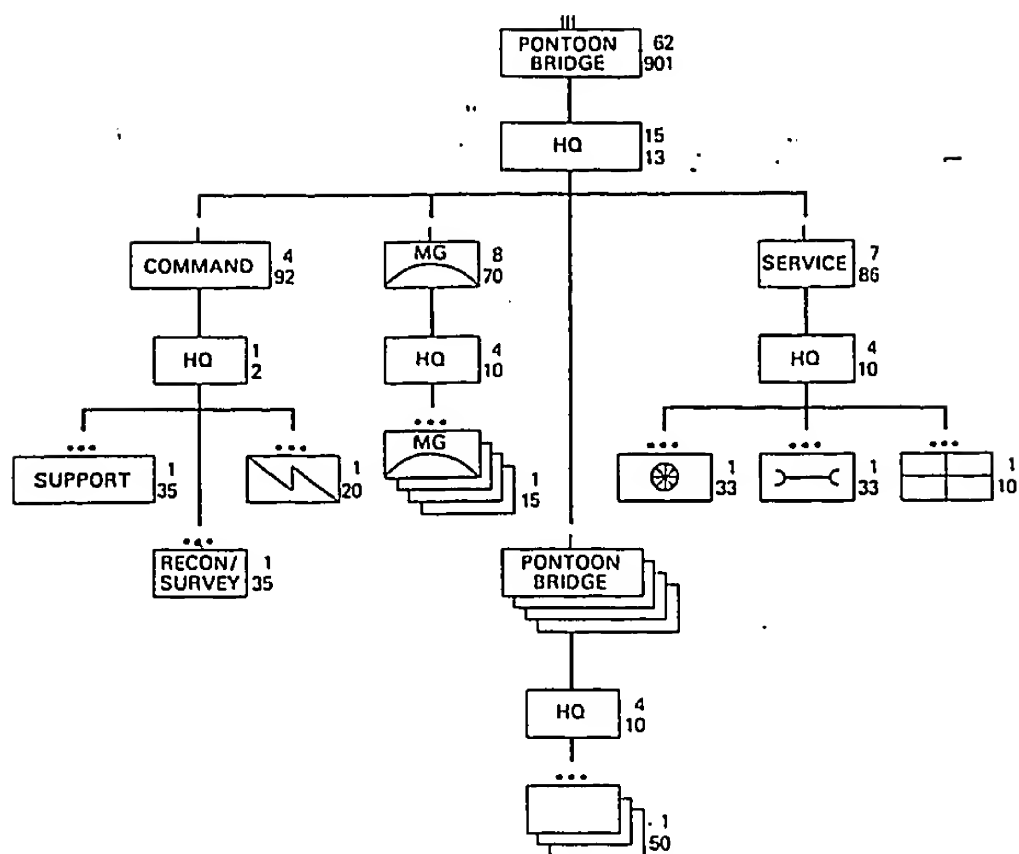 III
PONTOON
BRIDGE
62
901
HQ
15
13
COMMAND
4
92
MG
8
70
SERVICE
7
86
HQ
1
2
HQ
4
10
HQ
4
10
SUPPORT
1
35
1
20
MG
1
15
1
33
1
33
1
10
RECON/
SURVEY
1
35
PONTOON
BRIDGE
HQ
4
10
1
50